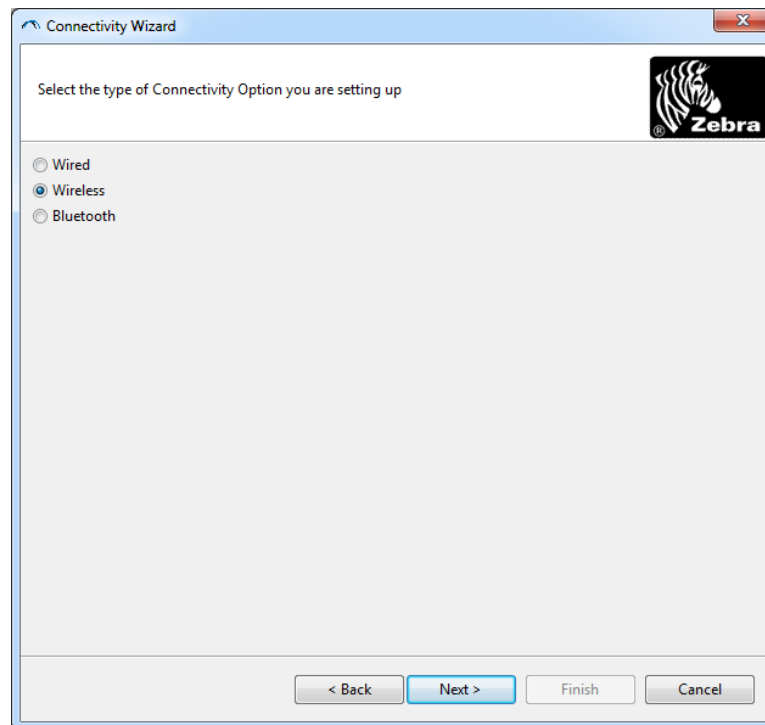 Connectivity Wizard
Select the type of Connectivity Option you are setting up
® Zebra
Wired
Wireless
Bluetooth
< Back Next > Finish Cancel